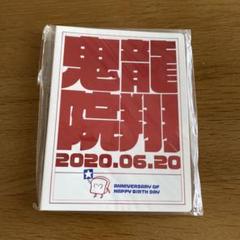 鬼龍
院翔
2020.06.20
ANNIVERSARY OF
HAPPY BIRTH DAY